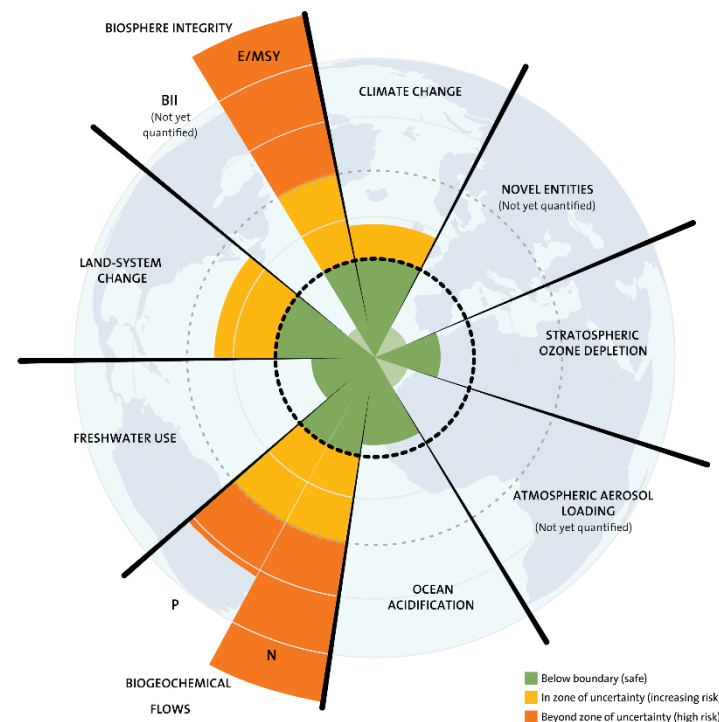 BIOSPHERE INTEGRITY
E/MSY
BII
(Not yet
quantified)
CLIMATE CHANGE
NOVEL ENTITIES
(Not yet quantified)
LAND-SYSTEM
CHANGE
STRATOSPHERIC
OZONE DEPLETION
FRESHWATER USE
ATMOSPHERIC AEROSOL
LOADING
(Not yet quantified)
OCEAN
ACIDIFICATION
P
N
BIOGEOCHEMICAL
FLOWS
Below boundary (safe)
In zone of uncertainty (increasing risk)
Beyond zone of uncertainty (high risk)